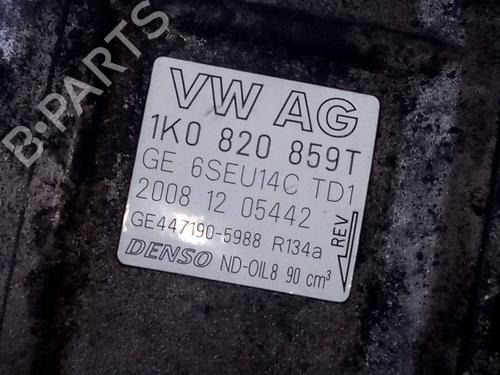 B-PARTS
VW AG
1K0 820 859T
GE 6SEU14C TD1
2008 12 05442
GE447190-5988 R134a
DENSO ND-OIL8 90 cm³
REV